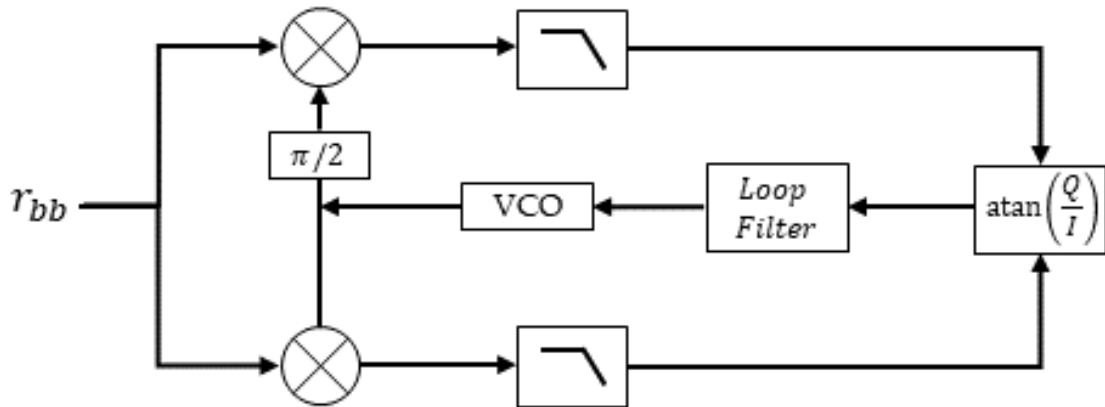 π/2
r_bb
VCO
Loop
Filter
atan(Q/I)